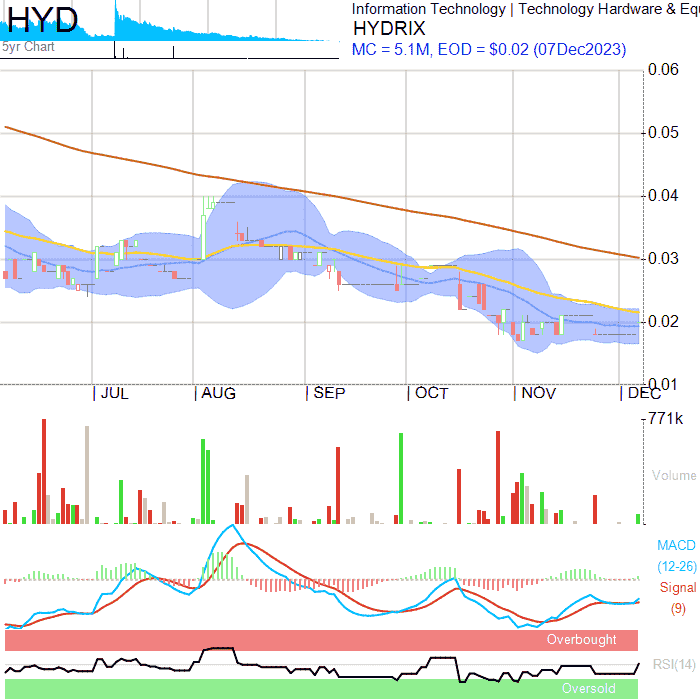 HYD
5yr Chart
Information Technology | Technology Hardware & Equ
HYDRIX
MC = 5.1M, EOD = $0.02 (07Dec2023)
0.06
0.05
0.04
0.03
0.02
0.01
JUL AUG SEP OCT NOV DEC
771k
Volume
MACD
(12-26)
Signal
(9)
Overbought
RSI(14)
Oversold